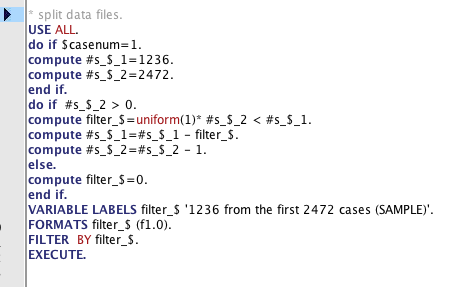 * split data files.
USE ALL.
do if $casenum=1.
compute #s_$_1=1236.
compute #s_$_2=2472.
end if.
do if  #s_$_2 > 0.
compute filter_$=uniform(1)* #s_$_2 < #s_$_1.
compute #s_$_1=#s_$_1 - filter_$.
compute #s_$_2=#s_$_2 - 1.
else.
compute filter_$=0.
end if.
VARIABLE LABELS filter_$ '1236 from the first 2472 cases (SAMPLE)'.
FORMATS filter_$ (f1.0).
FILTER  BY filter_$.
EXECUTE.